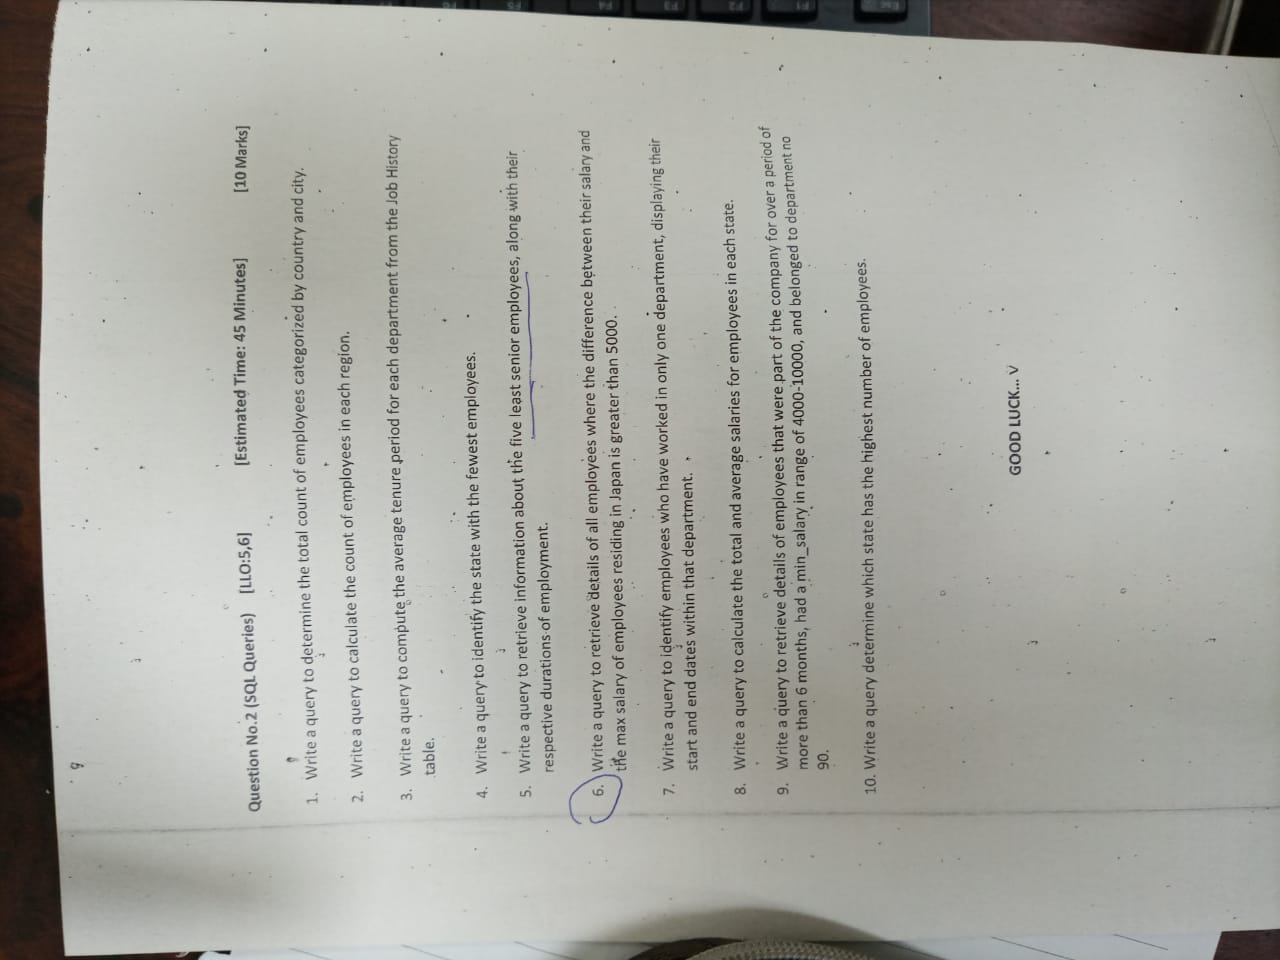 Question No.2 (SQL Queries) [LLO:5,6] [Estimated Time: 45 Minutes] [10 Marks]
1. Write a query to determine the total count of employees categorized by country and city.
2. Write a query to calculate the count of employees in each region.
3. Write a query to compute the average tenure period for each department from the Job History
table.
4. Write a query to identify the state with the fewest employees.
5. Write a query to retrieve information about the five least senior employees, along with their
respective durations of employment.
6. Write a query to retrieve details of all employees where the difference between their salary and
the max salary of employees residing in Japan is greater than 5000.
7. Write a query to identify employees who have worked in only one department, displaying their
start and end dates within that department.
8. Write a query to calculate the total and average salaries for employees in each state.
9. Write a query to retrieve details of employees that were part of the company for over a period of
more than 6 months, had a min_salary in range of 4000-10000, and belonged to department no
90.
10. Write a query determine which state has the highest number of employees.
GOOD LUCK... V